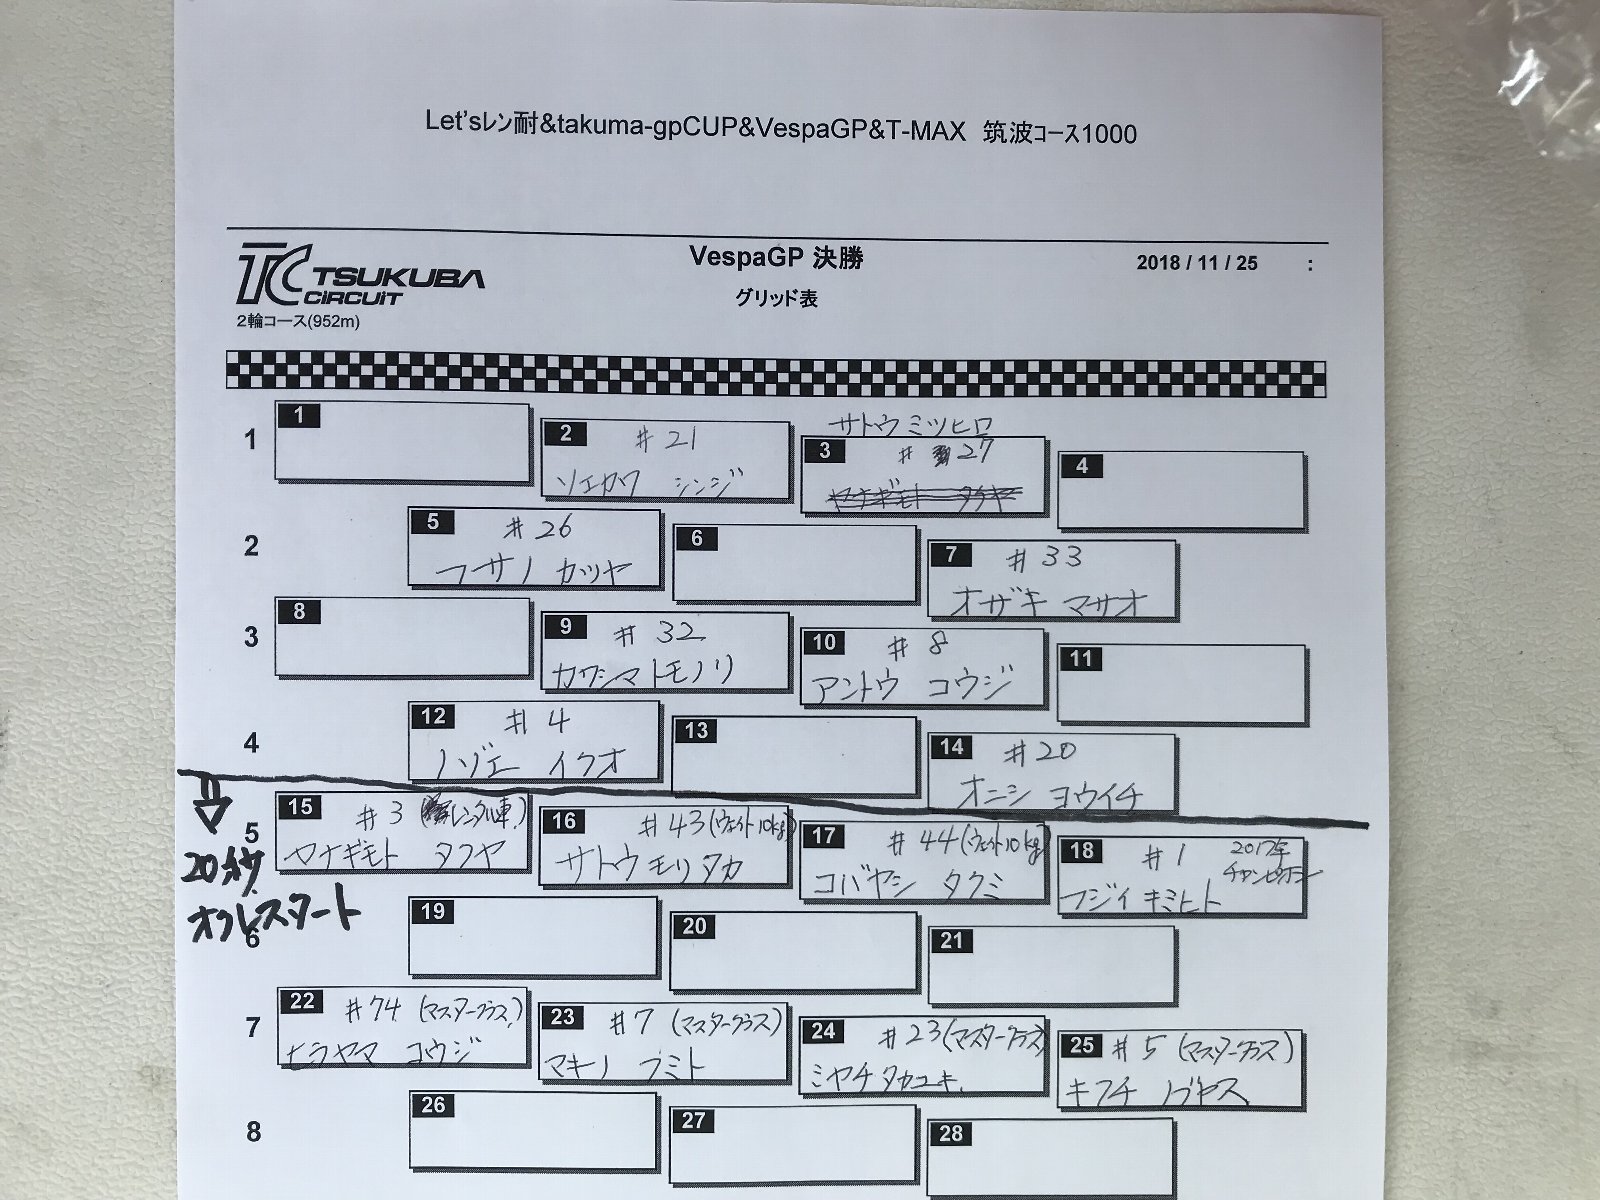 Let'sレン耐&takuma-gpCUP&VespaGP&T-MAX 筑波コース1000
TC TSUKUBA CIRCUIT
2輪コース(952m)
VespaGP 決勝
グリッド表
2018 / 11 / 25 :
1
1
2 #21
ソエカワ シンジ
サトウ ミツヒロ
3 # 27
ヤナギモト タクヤ
4
2
5 #26
フサノ カツヤ
6
7 #33
オザキ マサオ
3
8
9 # 32
カワシマ トモノリ
10 # 8
アントウ コウジ
11
4
12 # 4
ノゾエ イクオ
13
14 #20
オニシ ヨウイチ
5
20秒
オクレスタート
15 #3 (レンタル車)
ヤナギモト タクヤ
16 #43(ウェイト10kg)
サトウ モリタカ
17 #44(ウェイト10kg)
コバヤシ タクミ
18 #1 2017年
チャンピオン
フジイ キミヒト
6
19
20
21
7
22 #74 (マスタークラス)
ヒラヤマ コウジ
23 #7 (マスタークラス)
マキノ フミト
24 #23(マスタークラス)
ミヤチ タカユキ
25 #5 (マスタークラス)
キフチ ノブヤス
8
26
27
28